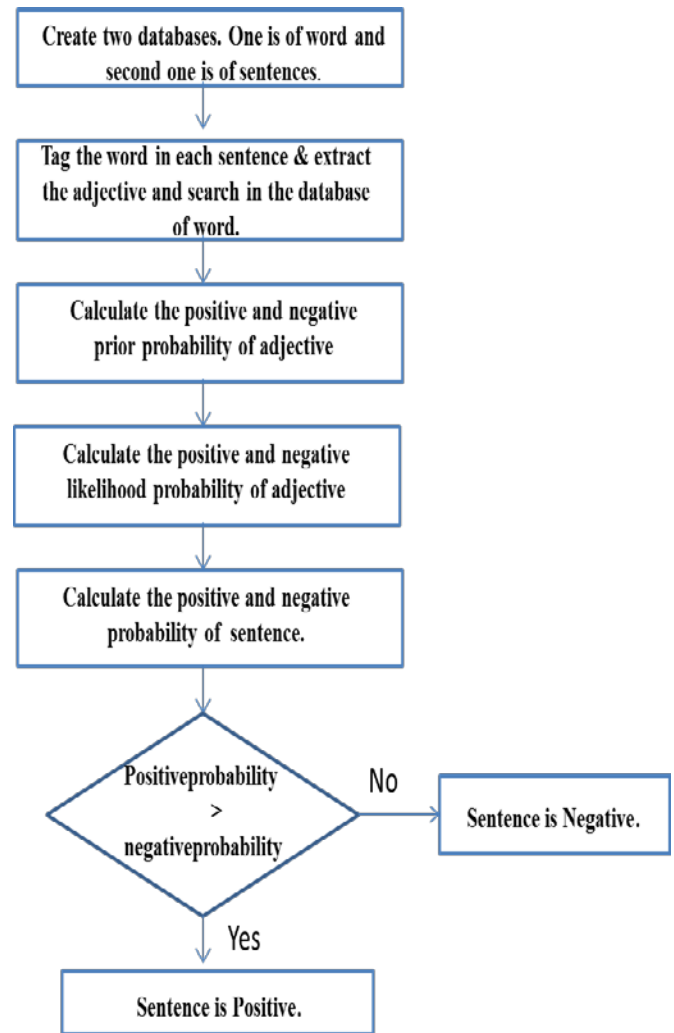 Create two databases. One is of word and
second one is of sentences.
Tag the word in each sentence & extract
the adjective and search in the database
of word.
Calculate the positive and negative
prior probability of adjective
Calculate the positive and negative
likelihood probability of adjective
Calculate the positive and negative
probability of sentence.
Positiveprobability
>
negativeprobability
No
Sentence is Negative.
Yes
Sentence is Positive.